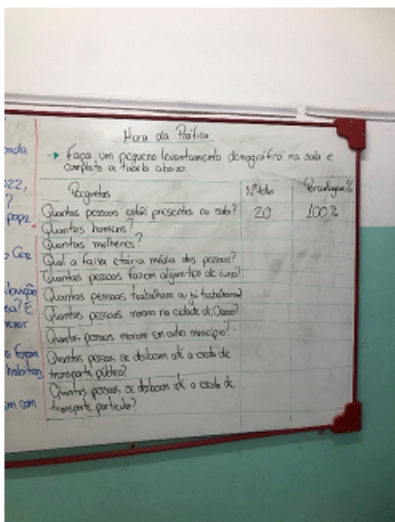 Hora da Prática
→ Faça um pequeno levantamento demográfico na sala e
complete a tabela abaixo.
Perguntas Nº total Porcentagem %
Quantas pessoas estão presentes na sala? 20 100%
Quantos homens?
Quantas mulheres?
Qual a faixa etária média das pessoas?
Quantas pessoas fazem algum tipo de curso?
Quantas pessoas trabalham ou já trabalharam?
Quantas pessoas moram na cidade de
Quantas pessoas moram em outro município?
Quantas pessoas se deslocam até a escola de
transporte público?
Quantas pessoas se deslocam até a escola de
transporte particular?